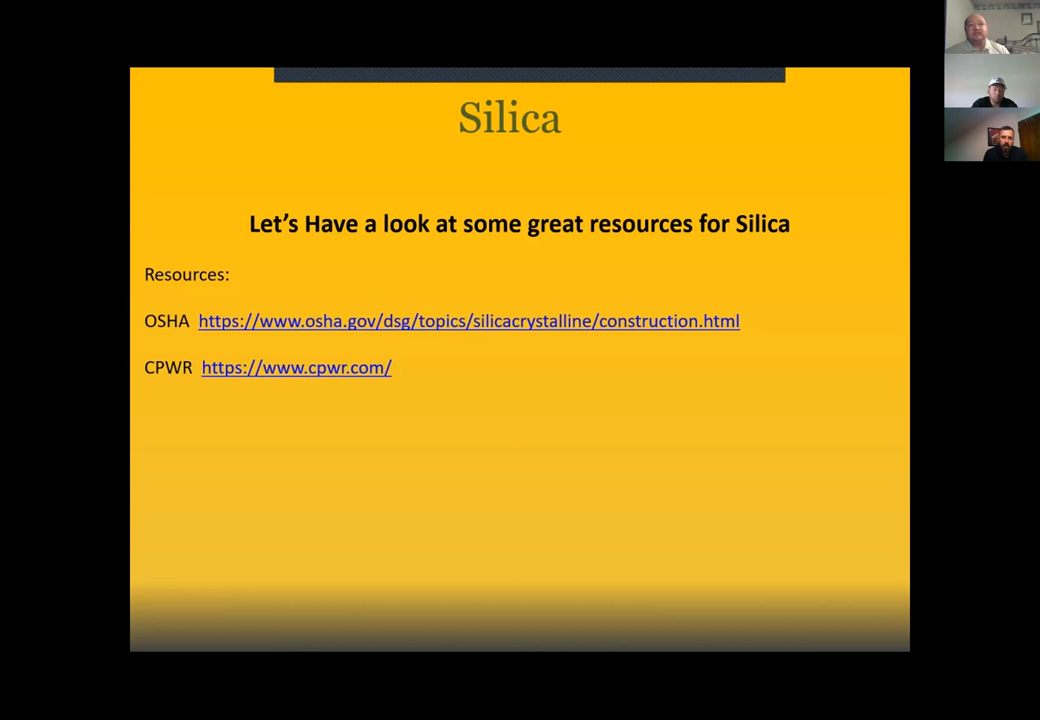 Silica
Let's Have a look at some great resources for Silica
Resources:
OSHA https://www.osha.gov/dsg/topics/silicacrystalline/construction.html
CPWR https://www.cpwr.com/